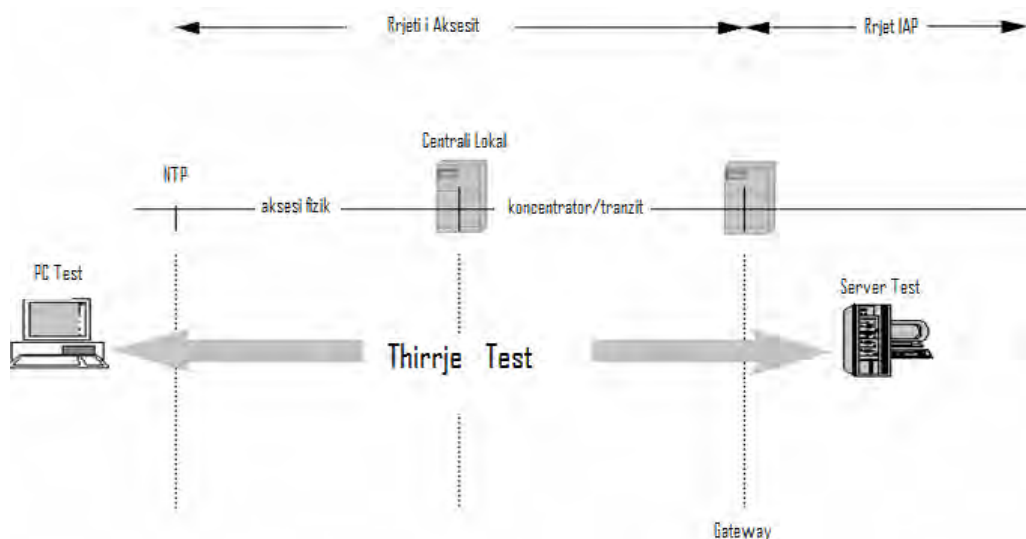 Rrjeti i Aksesit
Rrjet IAP
Centrali Lokal
NTP
aksesi fizik
koncentrator/tranzit
PC Test
Server Test
Thirrje Test
Gateway